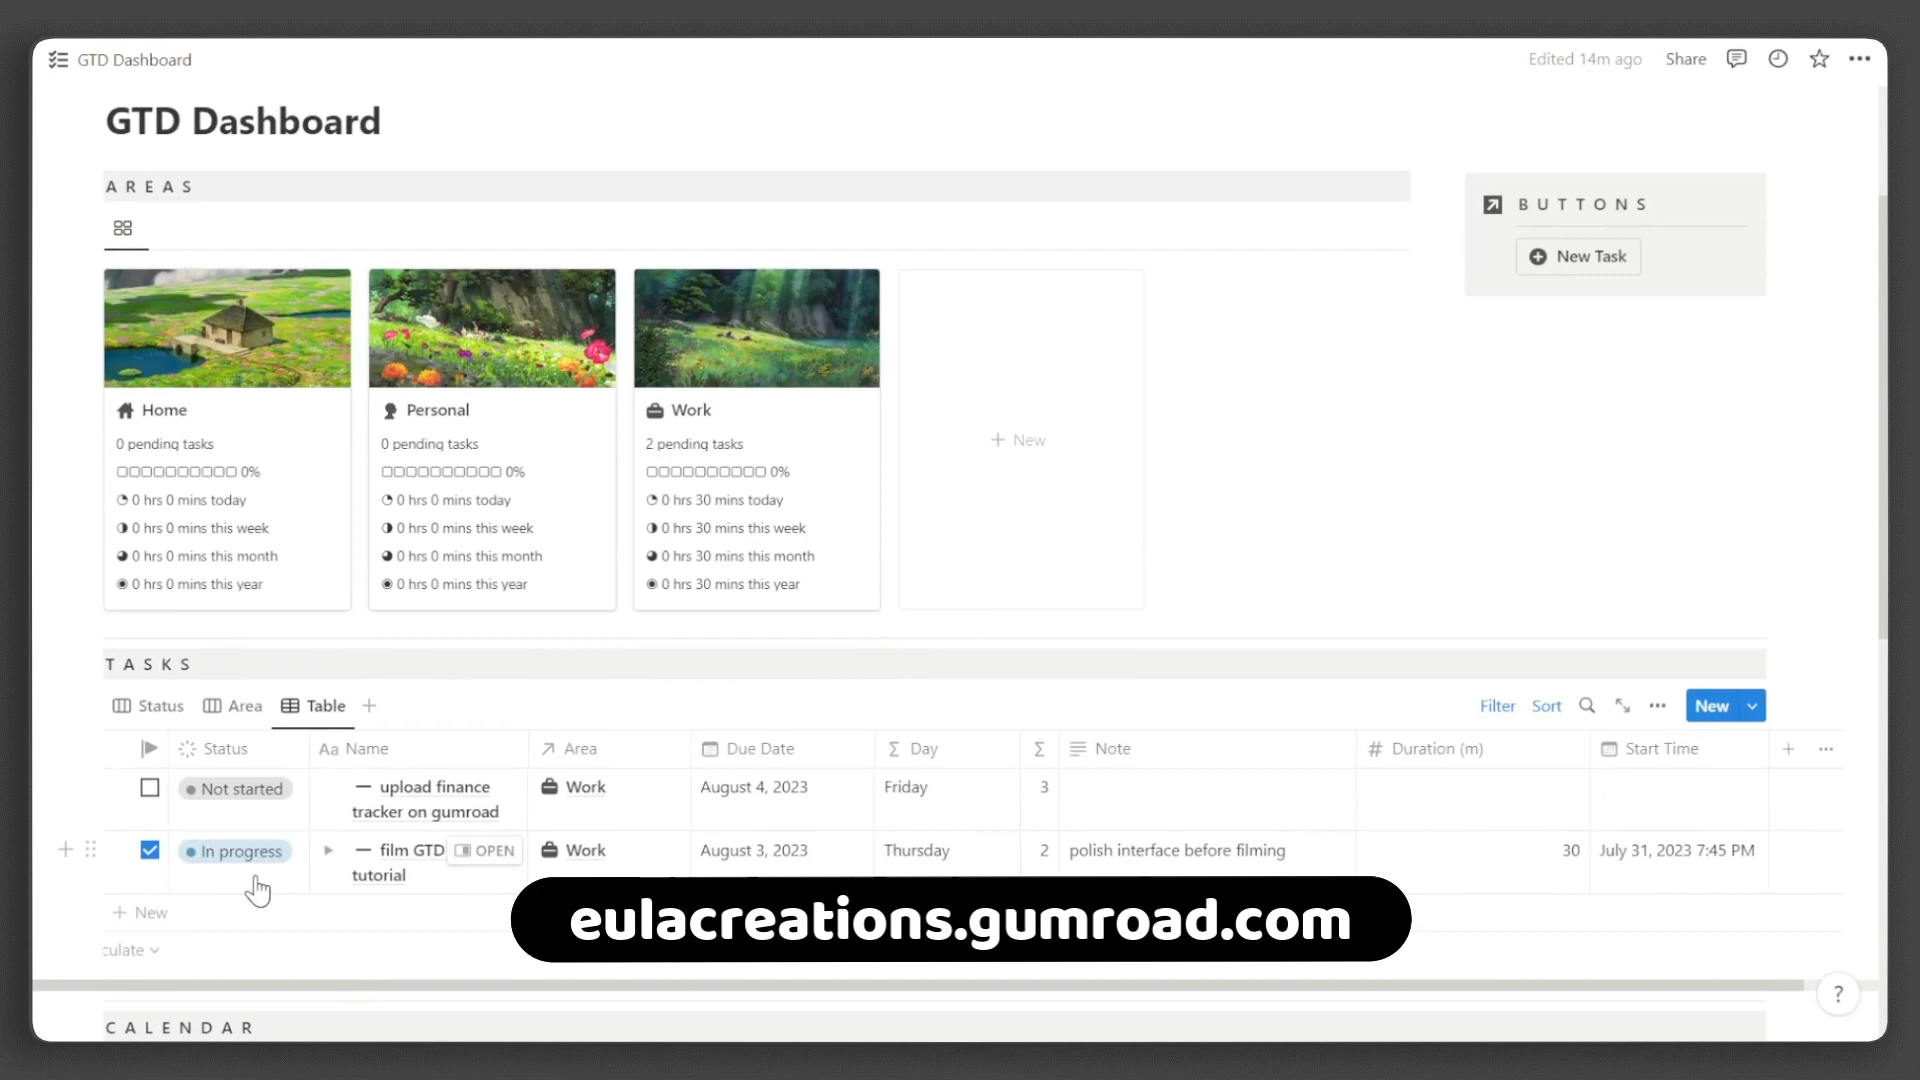 GTD Dashboard
Edited 14m ago
Share
GTD Dashboard
AREAS
BUTTONS
New Task
Home
0 pending tasks
0%
0 hrs 0 mins today
0 hrs 0 mins this week
0 hrs 0 mins this month
0 hrs 0 mins this year
Personal
0 pending tasks
0%
0 hrs 0 mins today
0 hrs 0 mins this week
0 hrs 0 mins this month
0 hrs 0 mins this year
Work
2 pending tasks
0%
0 hrs 30 mins today
0 hrs 30 mins this week
0 hrs 30 mins this month
0 hrs 30 mins this year
+ New
TASKS
Status Area Table +
Filter Sort ••• New
Status Aa Name Area Due Date Σ Day Σ Note # Duration (m) Start Time + •••
Not started — upload finance Work August 4, 2023 Friday 3
tracker on gumroad
In progress — film GTD OPEN Work August 3, 2023 Thursday 2 polish interface before filming 30 July 31, 2023 7:45 PM
tutorial
+ New
eulacreations.gumroad.com
culate
?
CALENDAR